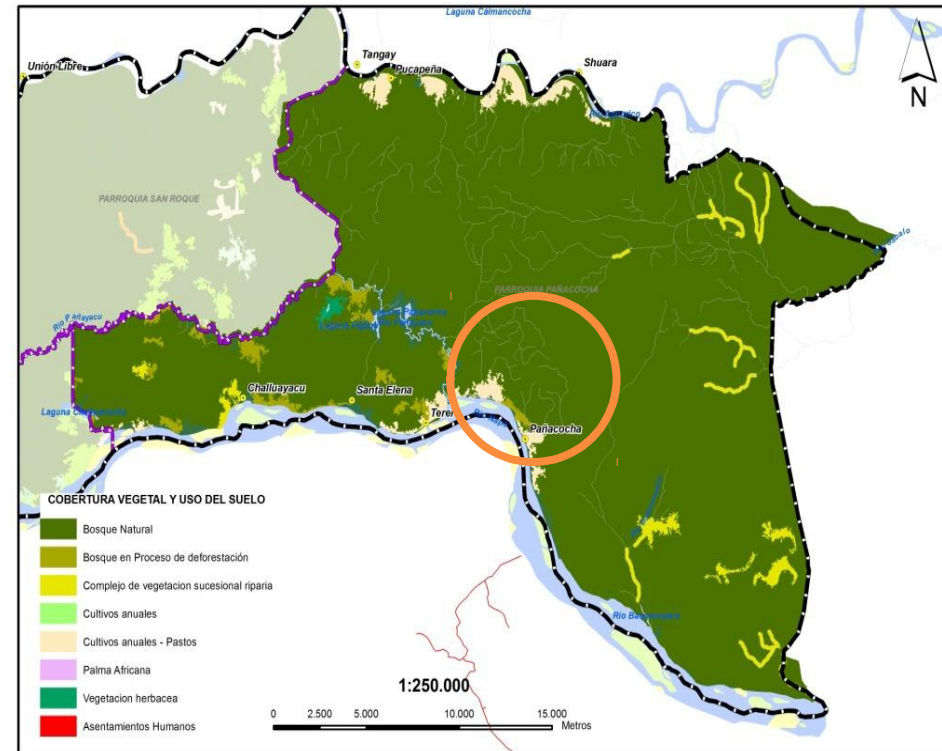 Laguna Caimancocha
Unión Libre
Tangay
Pucapeña
Shuara
N
PARROQUIA SAN ROQUE
PARROQUIA PAÑACOCHA
Río Pañayacu
Challuayacu
Santa Elena
Pañacocha
COBERTURA VEGETAL Y USO DEL SUELO
Bosque Natural
Bosque en Proceso de deforestación
Complejo de vegetacion sucesional riparia
Cultivos anuales
Cultivos anuales - Pastos
Palma Africana
Vegetacion herbacea
Asentamientos Humanos
1:250.000
0 2.500 5.000 10.000 15.000
Metros